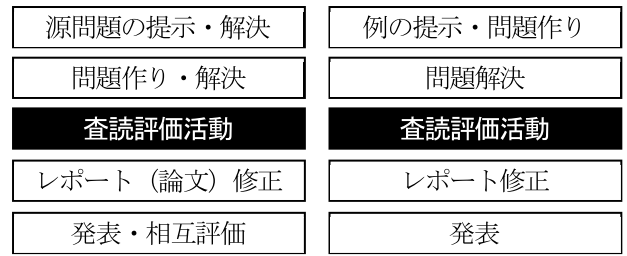 源問題の提示・解決
問題作り・解決
査読評価活動
レポート（論文）修正
発表・相互評価
例の提示・問題作り
問題解決
査読評価活動
レポート修正
発表